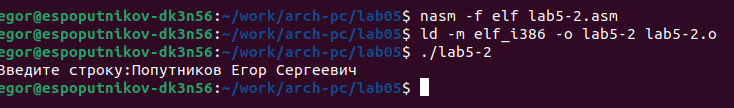 egor@espoputnikov-dk3n56:~/work/arch-pc/lab05$ nasm -f elf lab5-2.asm
egor@espoputnikov-dk3n56:~/work/arch-pc/lab05$ ld -m elf_i386 -o lab5-2 lab5-2.o
egor@espoputnikov-dk3n56:~/work/arch-pc/lab05$ ./lab5-2
Введите строку:Попутников Егор Сергеевич
egor@espoputnikov-dk3n56:~/work/arch-pc/lab05$